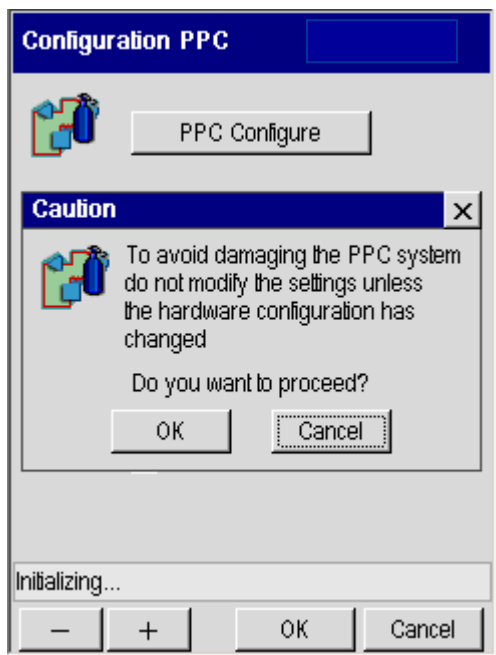 Configuration PPC
PPC Configure
Caution
To avoid damaging the PPC system
do not modify the settings unless
the hardware configuration has
changed
Do you want to proceed?
OK Cancel
Initializing...
− + OK Cancel